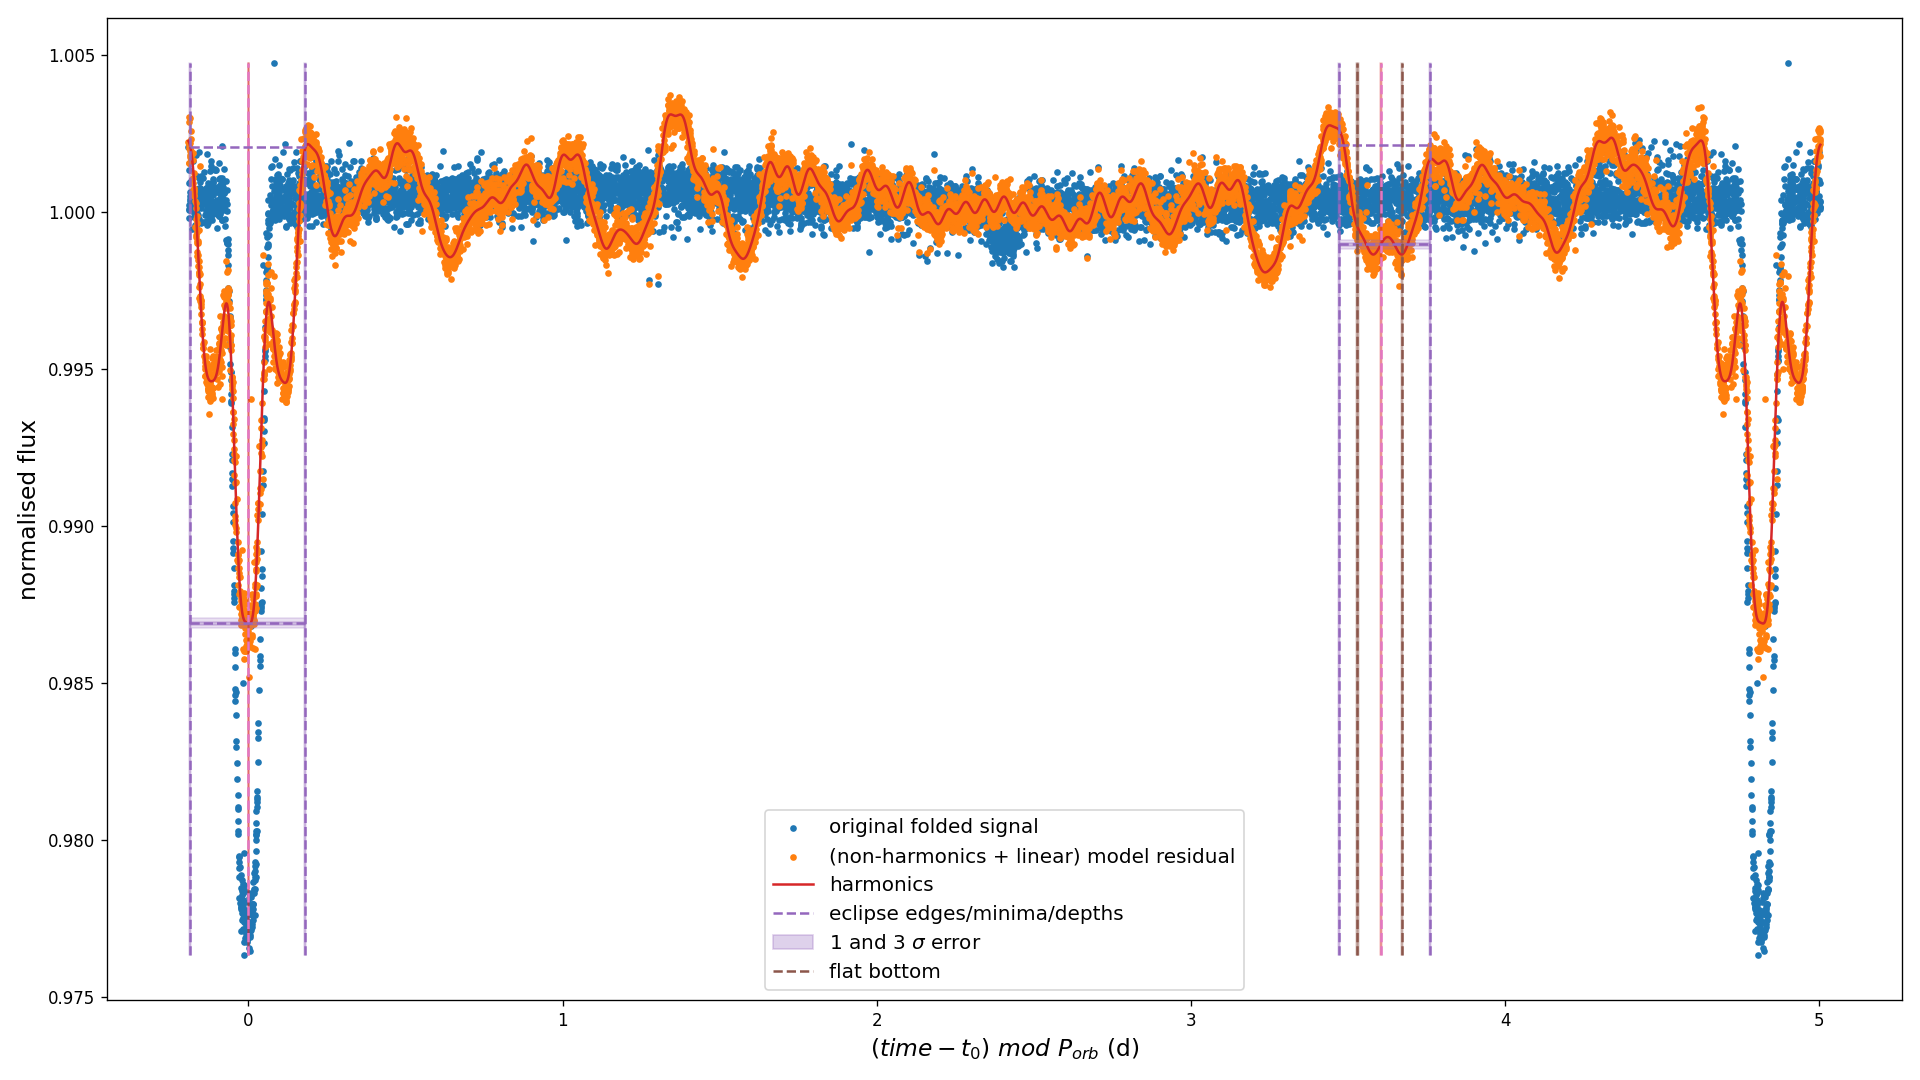 1.005
1.000
0.995
0.990
0.985
0.980
0.975
normalised flux
original folded signal
(non-harmonics + linear) model residual
harmonics
eclipse edges/minima/depths
1 and 3 σ error
flat bottom
0 1 2 3 4 5
(time − t₀) mod Pₒᵣb (d)